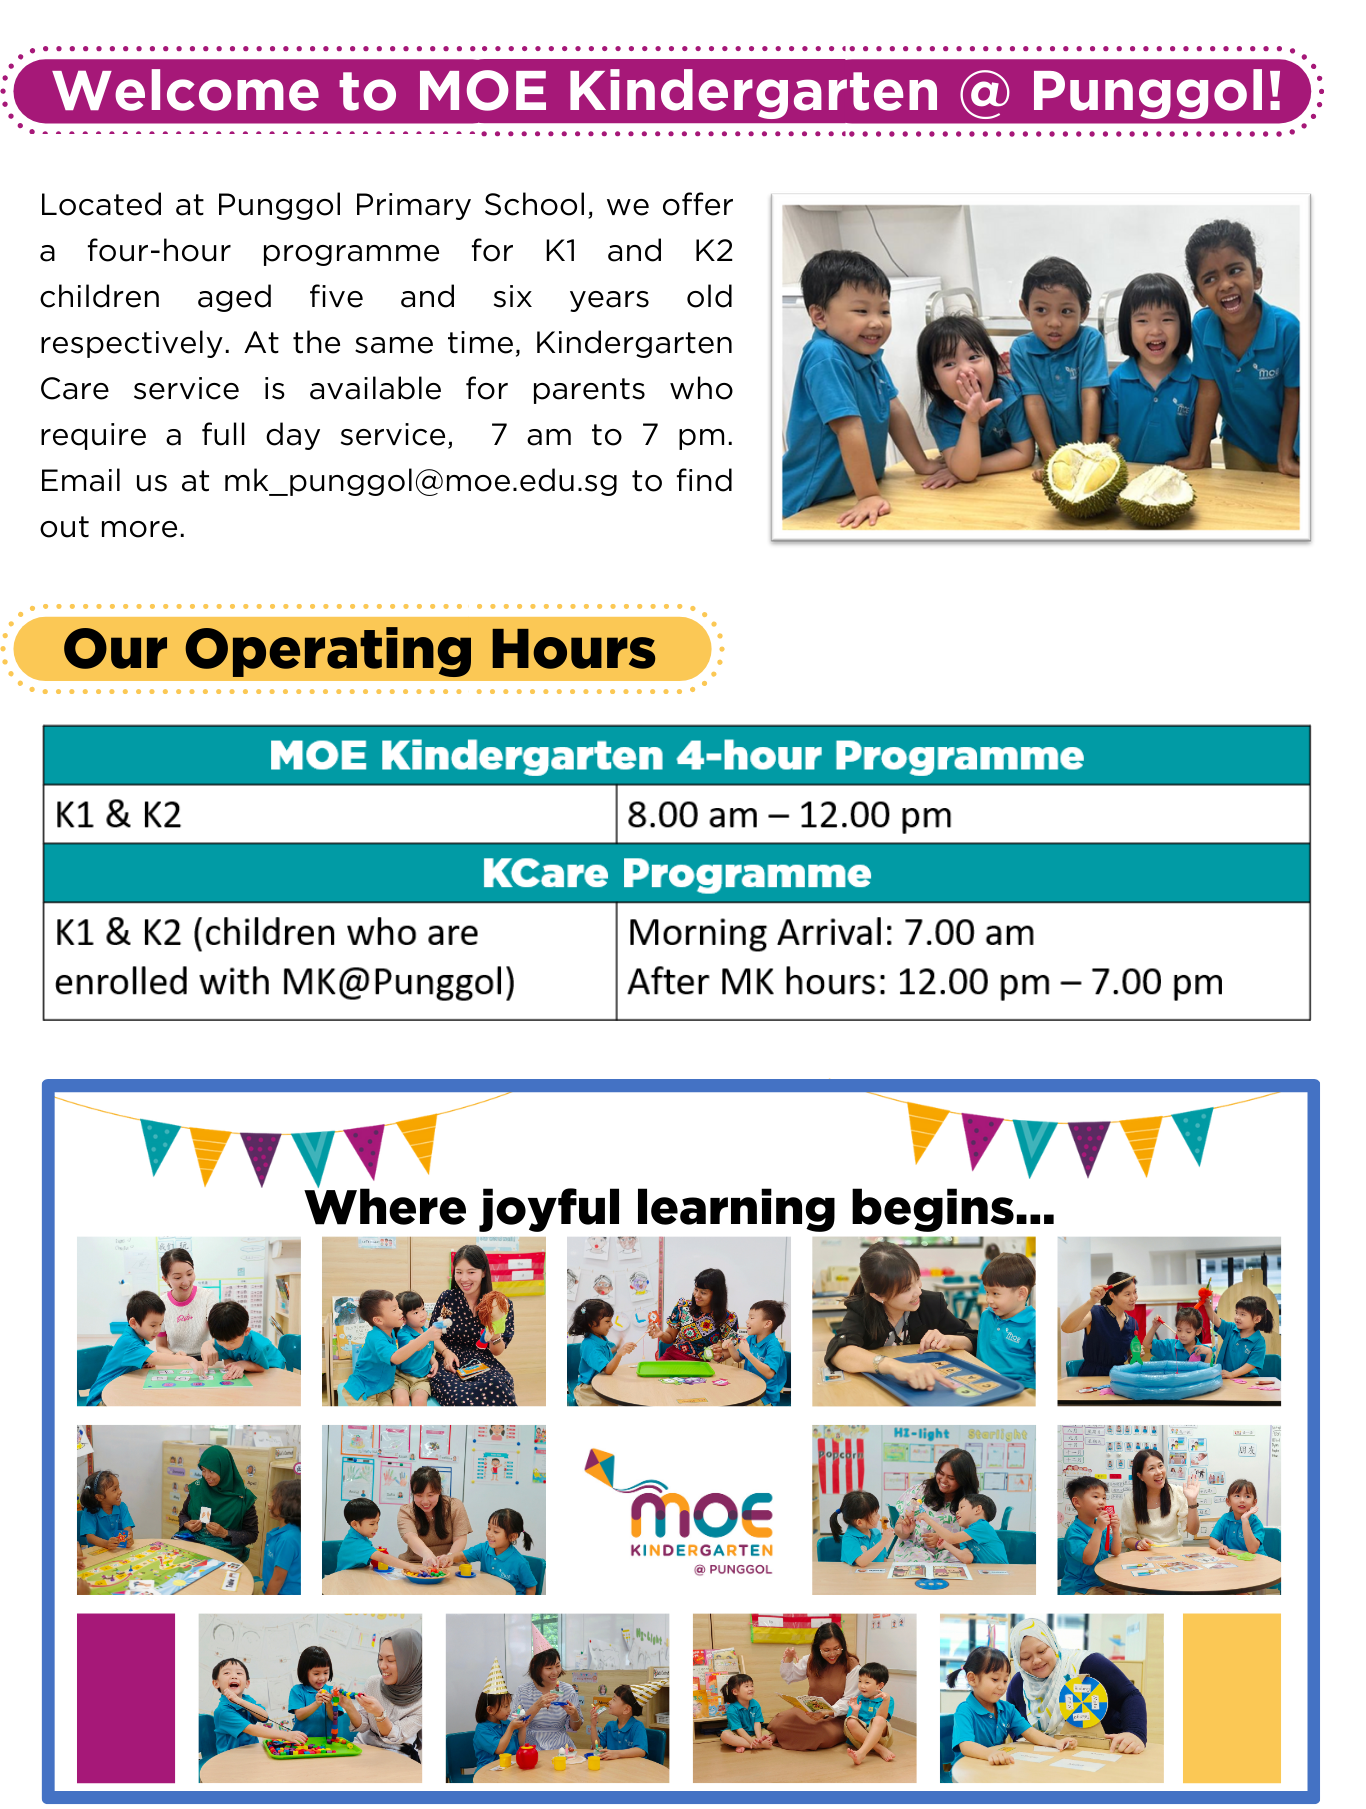 Welcome to MOE Kindergarten @ Punggol!
Located at Punggol Primary School, we offer
a four-hour programme for K1 and K2
children aged five and six years old
respectively. At the same time, Kindergarten
Care service is available for parents who
require a full day service, 7 am to 7 pm.
Email us at mk_punggol@moe.edu.sg to find
out more.
Our Operating Hours
MOE Kindergarten 4-hour Programme
K1 & K2
8.00 am – 12.00 pm
KCare Programme
K1 & K2 (children who are
enrolled with MK@Punggol)
Morning Arrival: 7.00 am
After MK hours: 12.00 pm – 7.00 pm
Where joyful learning begins...
HI-light Starlight
Popcorn
朋友
moe
KINDERGARTEN
@ PUNGGOL